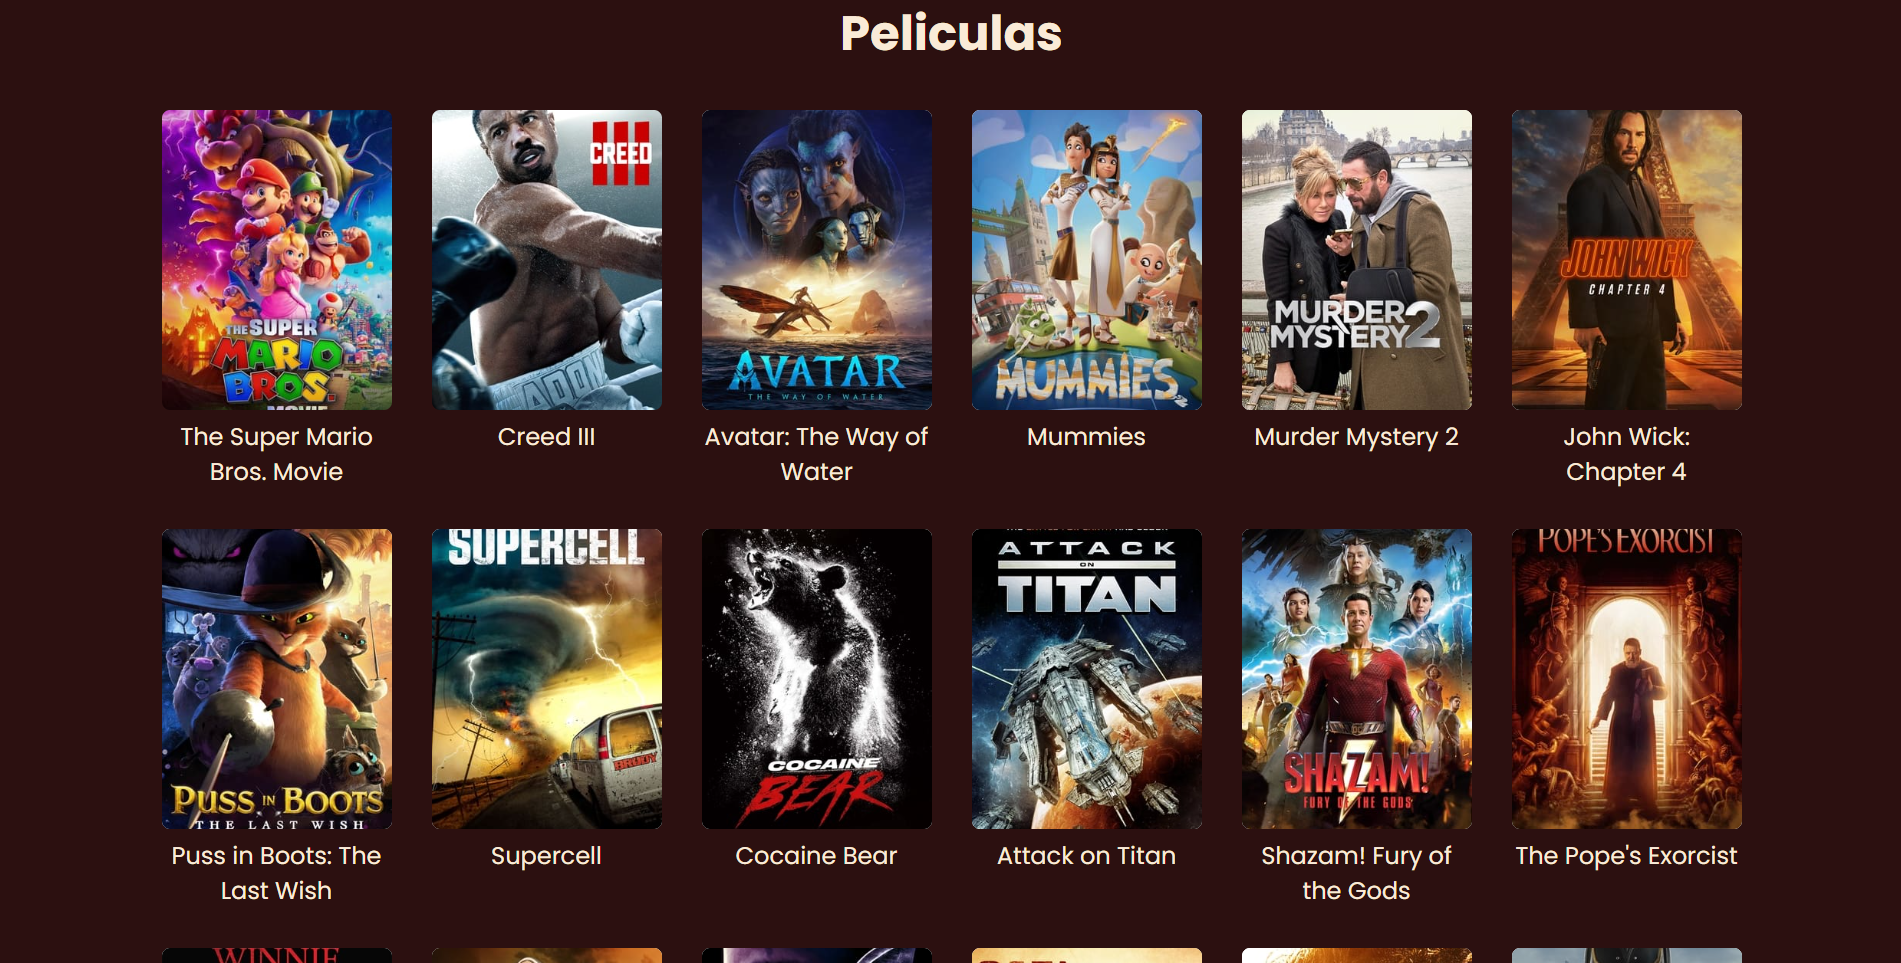 Peliculas
THE SUPER
MARIO
BROS.
MOVIE
CREED
III
AVATAR
THE WAY OF WATER
MUMMIES
MURDER
MYSTERY 2
JOHN WICK
CHAPTER 4
The Super Mario
Bros. Movie
Creed III
Avatar: The Way of
Water
Mummies
Murder Mystery 2
John Wick:
Chapter 4
PUSS IN BOOTS
THE LAST WISH
SUPERCELL
BRODY
COCAINE
BEAR
ATTACK
ON
TITAN
SHAZAM!
FURY OF THE GODS
POPE'S EXORCIST
Puss in Boots: The
Last Wish
Supercell
Cocaine Bear
Attack on Titan
Shazam! Fury of
the Gods
The Pope's Exorcist
WINNIE